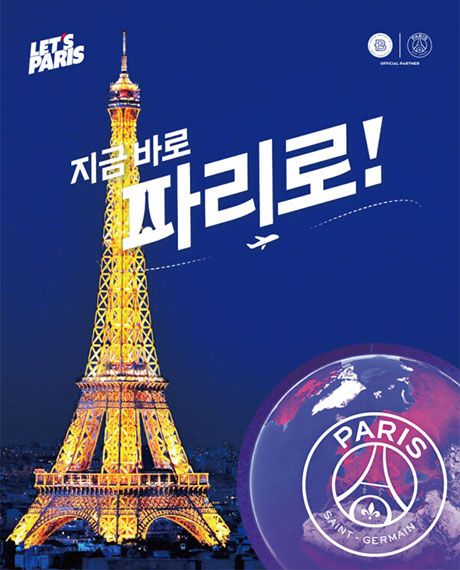 LET'S
PARIS
OFFICIAL PARTNER
지금 바로
파리로!
PARIS
SAINT-GERMAIN